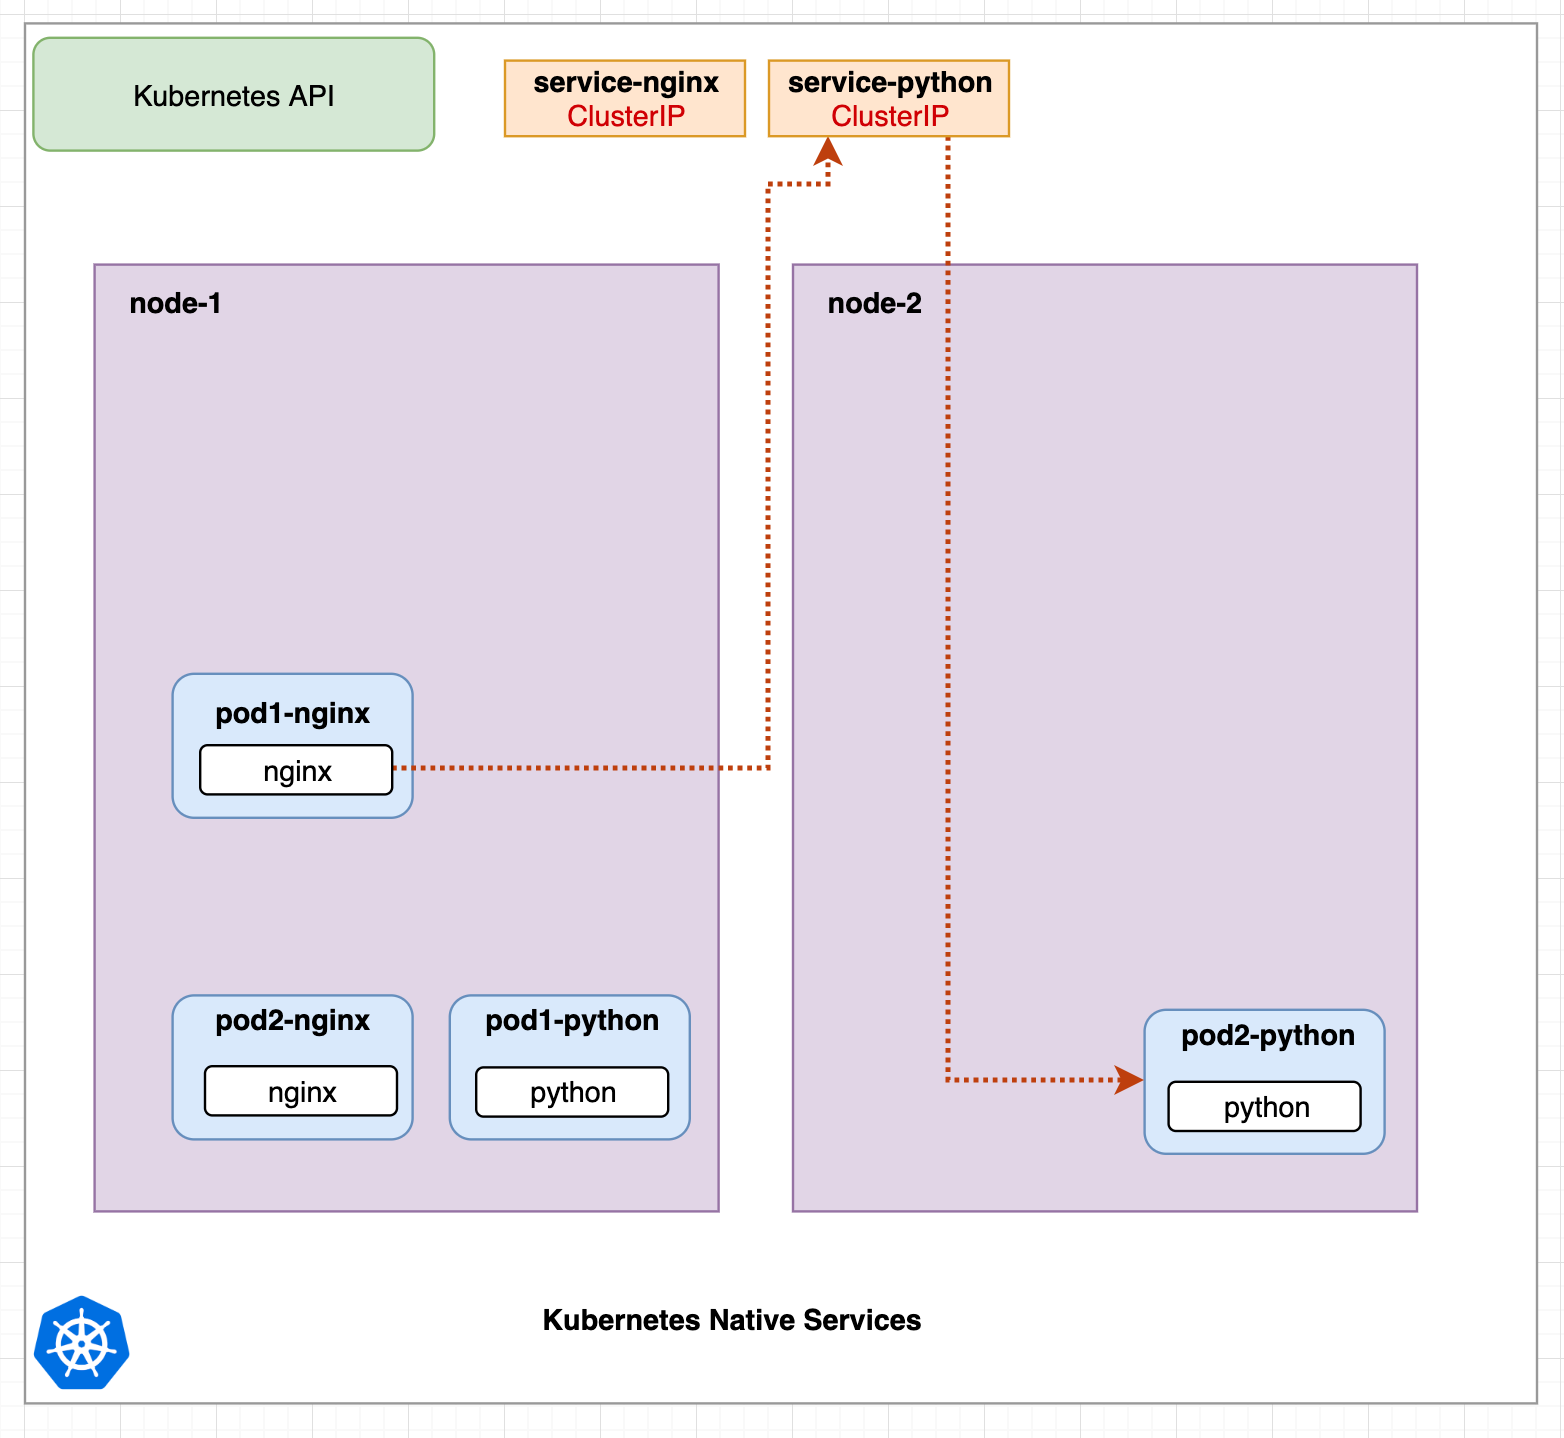 Kubernetes API
service-nginx
ClusterIP
service-python
ClusterIP
node-1
node-2
pod1-nginx
nginx
pod2-nginx
nginx
pod1-python
python
pod2-python
python
Kubernetes Native Services